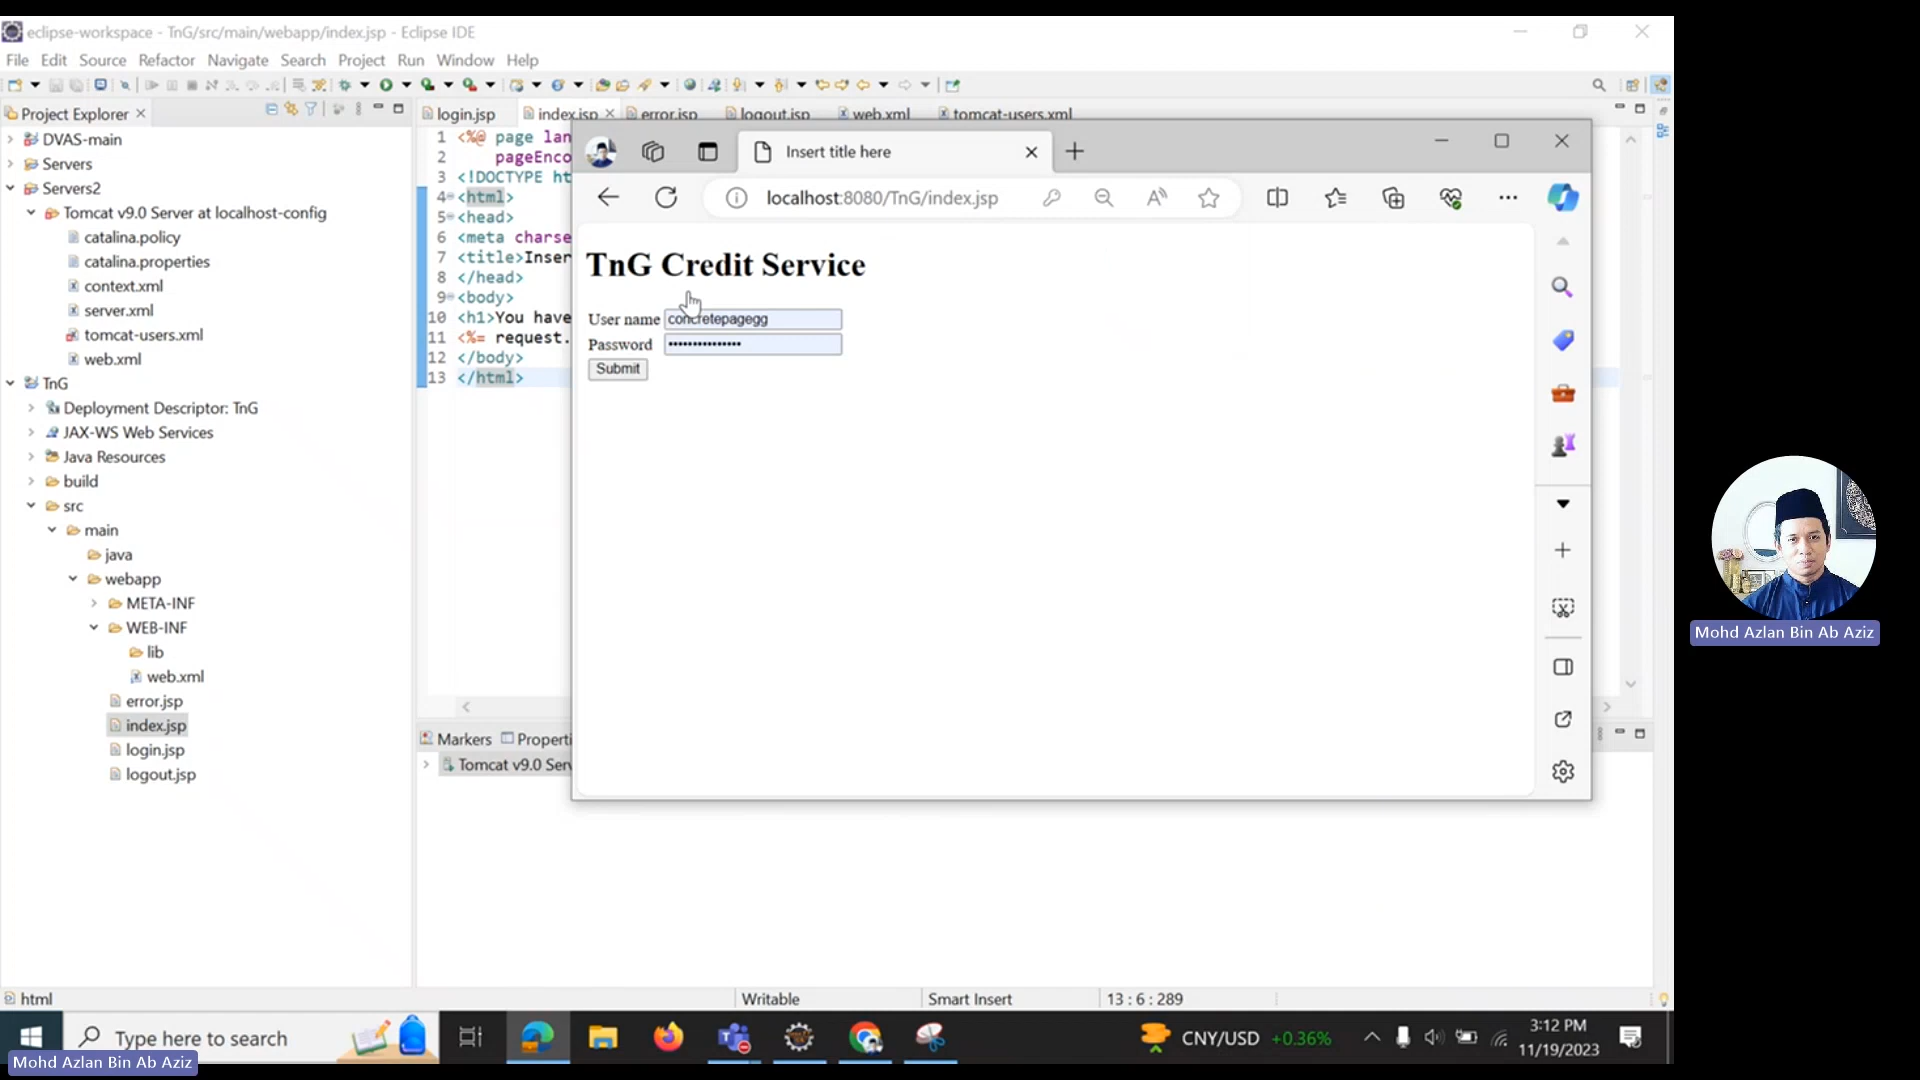 eclipse-workspace - TnG/src/main/webapp/index.jsp - Eclipse IDE
File Edit Source Refactor Navigate Search Project Run Window Help
Project Explorer
DVAS-main
Servers
Servers2
Tomcat v9.0 Server at localhost-config
catalina.policy
catalina.properties
context.xml
server.xml
tomcat-users.xml
web.xml
TnG
Deployment Descriptor: TnG
JAX-WS Web Services
Java Resources
build
src
main
java
webapp
META-INF
WEB-INF
lib
web.xml
error.jsp
index.jsp
login.jsp
logout.jsp
login.jsp index.jsp error.jsp logout.jsp web.xml tomcat-users.xml
1 <%@ page lan
2 pageEnco
3 <!DOCTYPE ht
4 <html>
5 <head>
6 <meta charse
7 <title>Inser
8 </head>
9 <body>
10 <h1>You have
11 <%= request.
12 </body>
13 </html>
Insert title here
localhost:8080/TnG/index.jsp
TnG Credit Service
User name concretepagegg
Password •••••••••••••••
Submit
Markers Properti
Tomcat v9.0 Serv
html Writable Smart Insert 13 : 6 : 289
Type here to search
CNY/USD +0.36%
3:12 PM
11/19/2023
Mohd Azlan Bin Ab Aziz
Mohd Azlan Bin Ab Aziz